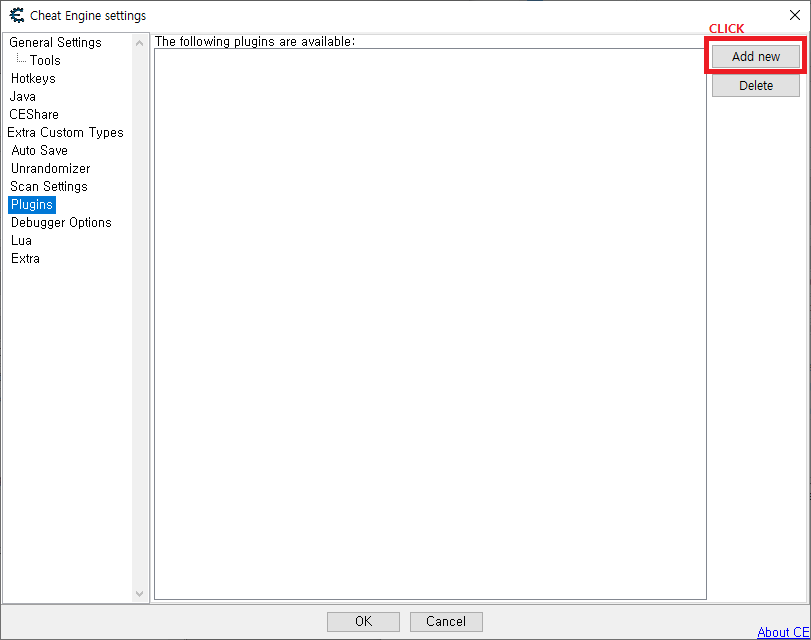 Cheat Engine settings
CLICK
General Settings
Tools
Hotkeys
Java
CEShare
Extra Custom Types
Auto Save
Unrandomizer
Scan Settings
Plugins
Debugger Options
Lua
Extra
The following plugins are available:
Add new
Delete
OK
Cancel
About CE